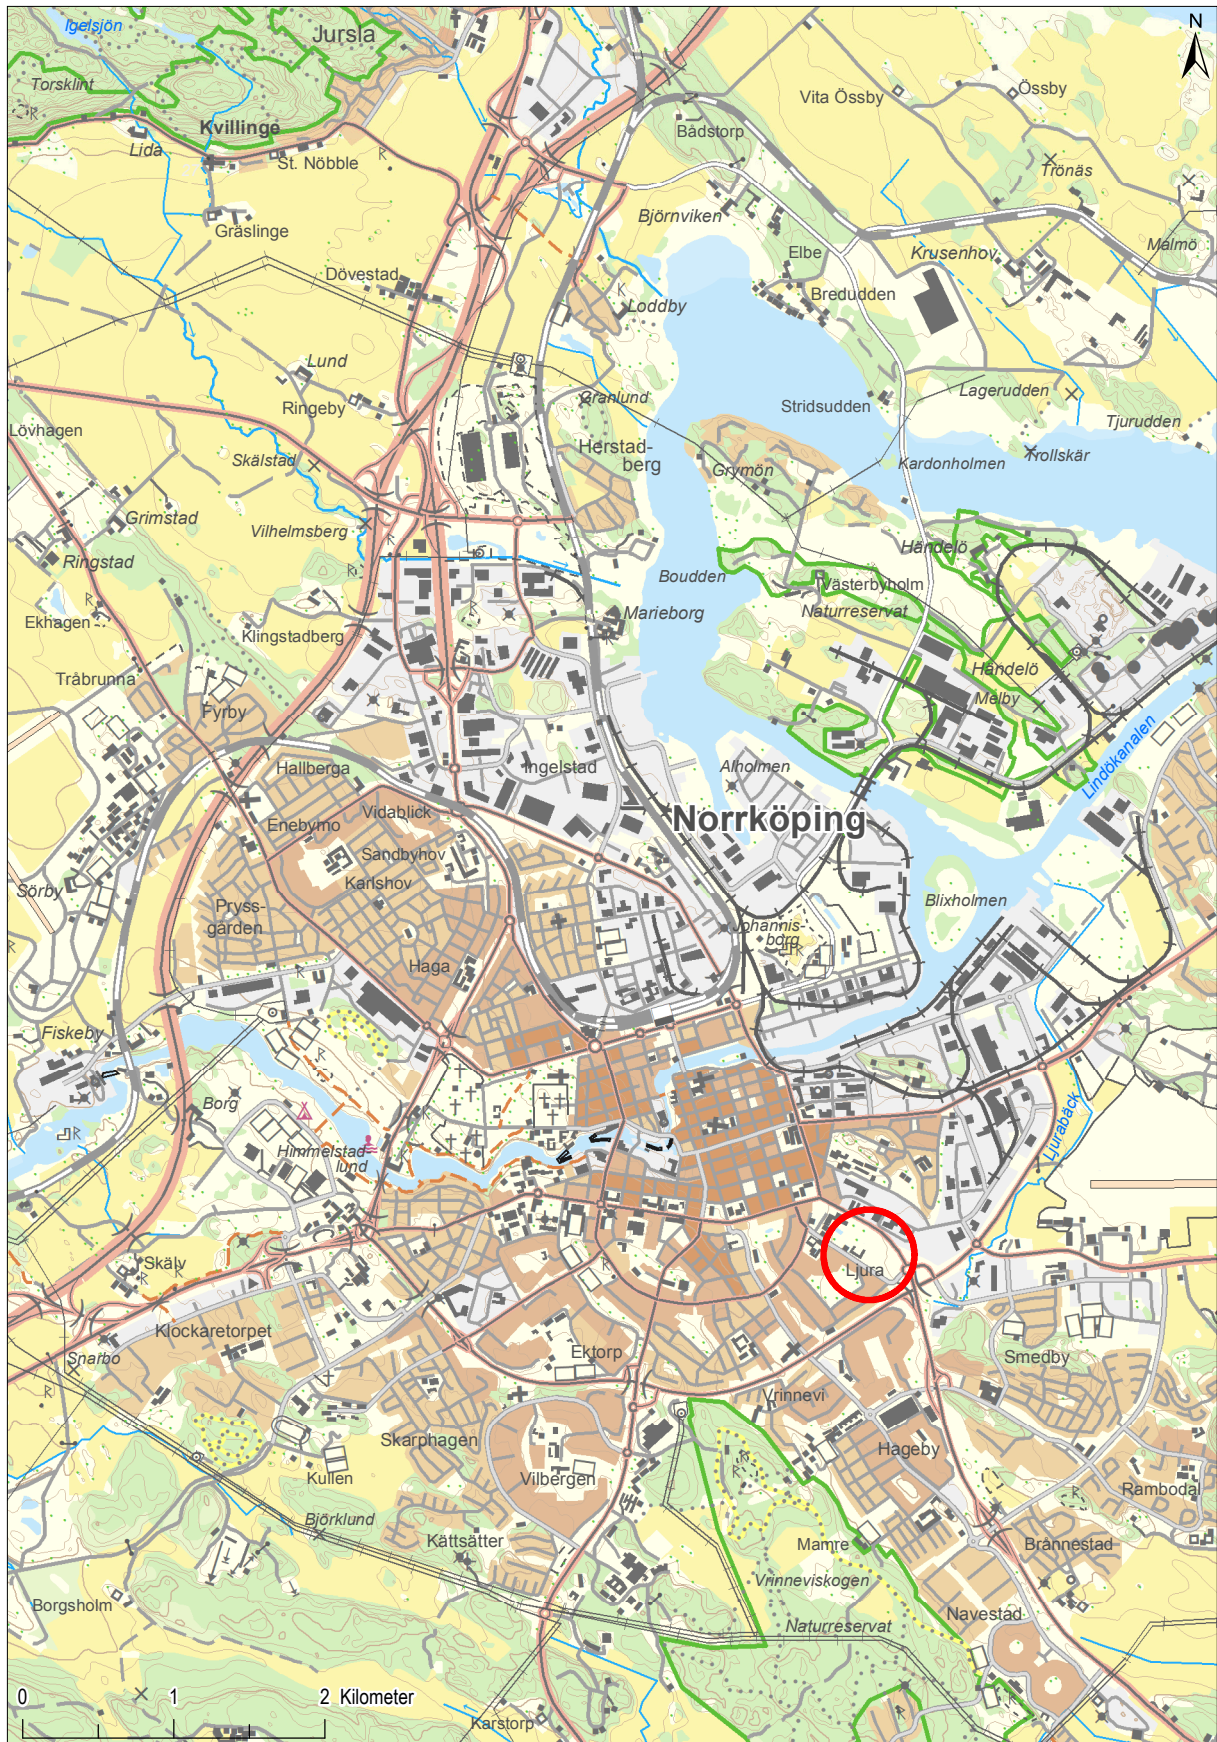 Igelsjön
Jursla
N
Torsklint
Vita Össby
Össby
Kvillinge
Bådstorp
Lida
St. Nöbble
Trönäs
Gräslinge
Björnviken
Malmö
Elbe
Krusenhov
Dövestad
Bredudden
Loddby
Lund
Granlund
Lagerudden
Ringeby
Stridsudden
Tjurudden
Lövhagen
Herstad-
berg
Skälstad
Grymön
Kardonholmen
Trollskär
Grimstad
Vilhelmsberg
Händelö
Ringstad
Boudden
Västerbyholm
Marieborg
Naturreservat
Ekhagen
Klingstadberg
Händelö
Tråbrunna
Melby
Fyrby
Lindökanalen
Hallberga
Ingelstad
Alholmen
Vidablick
Norrköping
Enebymo
Sandbyhov
Sörby
Karlshov
Blixholmen
Pryss-
gården
Johannis-
borg
Haga
Fiskeby
Borg
Ljurabäck
Himmelstad
lund
Skälv
Ljura
Klockaretorpet
Ektorp
Snarbo
Smedby
Vrinnevi
Skarphagen
Hageby
Kullen
Vilbergen
Rambodal
Björklund
Kättsätter
Mamre
Brånnestad
Vrinneviskogen
Borgsholm
Navestad
Naturreservat
0 1 2 Kilometer
Karstorp